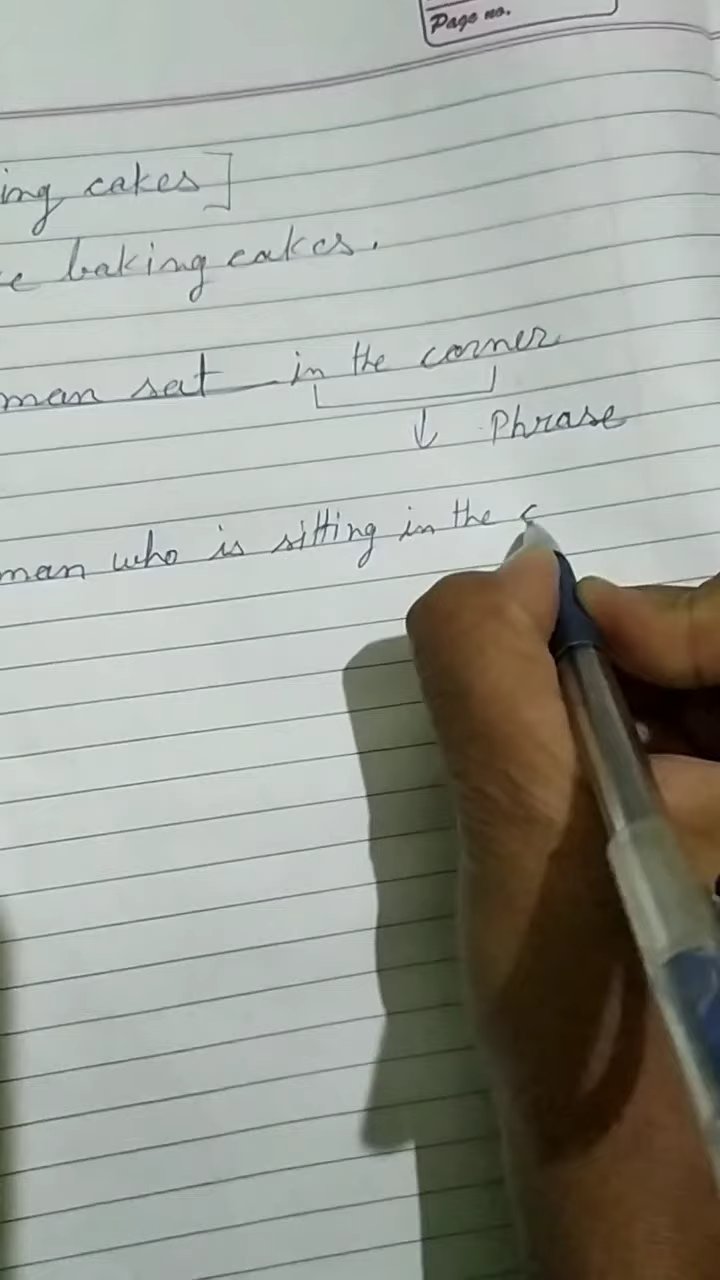 Page no.
ing cakes]
e baking cakes.
man sat in the corner
↓ Phrase
man who is sitting in the c